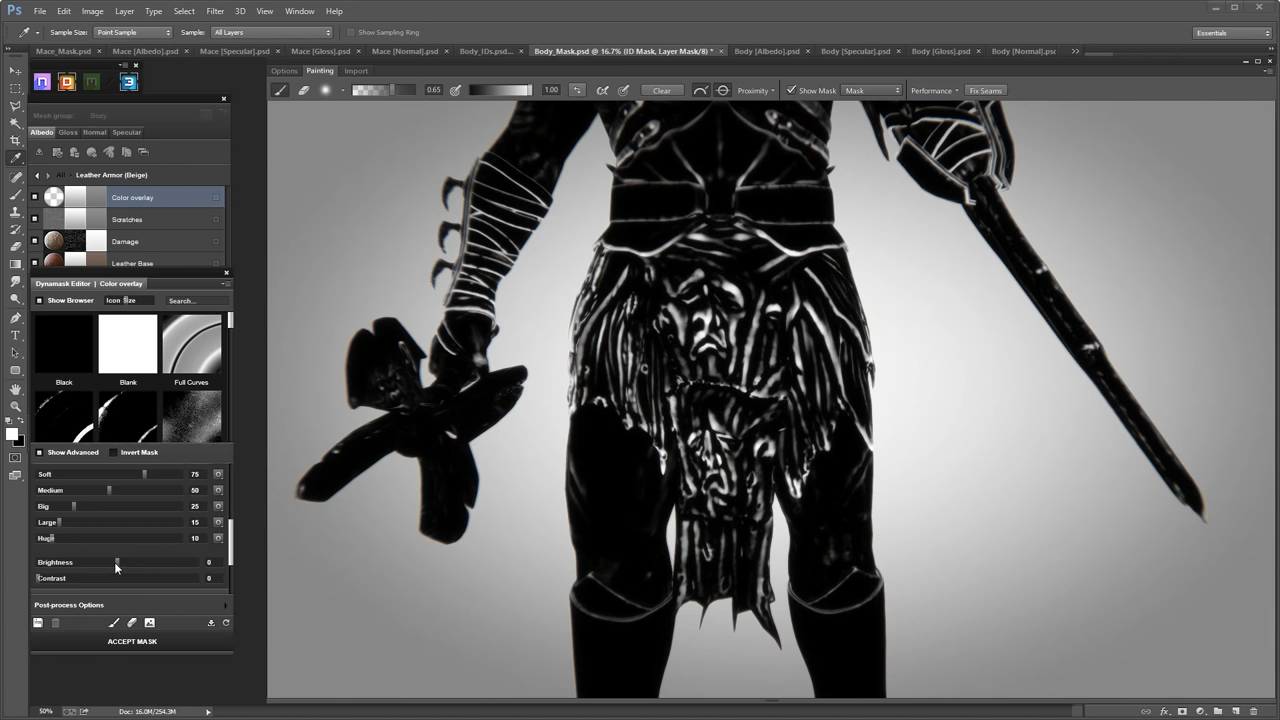 Ps File Edit Image Layer Type Select Filter 3D View Window Help
Sample Size: Point Sample Sample: All Layers Show Sampling Ring Essentials
Mace_Mask.psd × Mace [Albedo].psd × Mace [Specular].psd × Mace [Gloss].psd × Mace [Normal].psd × Body_IDs.psd... × Body_Mask.psd @ 16.7% (ID Mask, Layer Mask/8) * × Body [Albedo].psd × Body [Specular].psd × Body [Gloss].psd × Body [Normal].psd
Options Painting Import
0.65 1.00 Clear Proximity Show Mask Mask Performance Fix Seams
Mesh group: Body
Albedo Gloss Normal Specular
All Leather Armor (Beige)
Color overlay
Scratches
Damage
Leather Base
Dynamask Editor | Color overlay
Show Browser Icon Size Search...
Black Blank Full Curves
Show Advanced Invert Mask
Soft 75
Medium 50
Big 25
Large 15
Huge 10
Brightness 0
Contrast 0
Post-process Options
ACCEPT MASK
50% Doc: 16.0M/254.3M